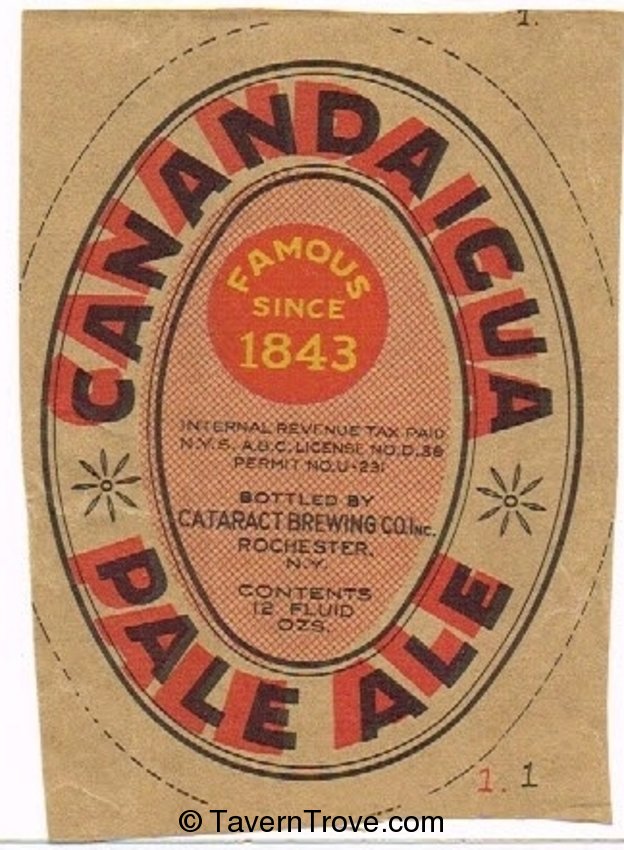 1.
CANANDAIGUA
FAMOUS
SINCE
1843
INTERNAL REVENUE TAX PAID
N.Y.S. A.B.C. LICENSE NO. D. 36
PERMIT NO. U-231
BOTTLED BY
CATARACT BREWING CO. INC.
ROCHESTER,
N.Y.
CONTENTS
12 FLUID
OZS.
PALE ALE
1. 1
© TavernTrove.com